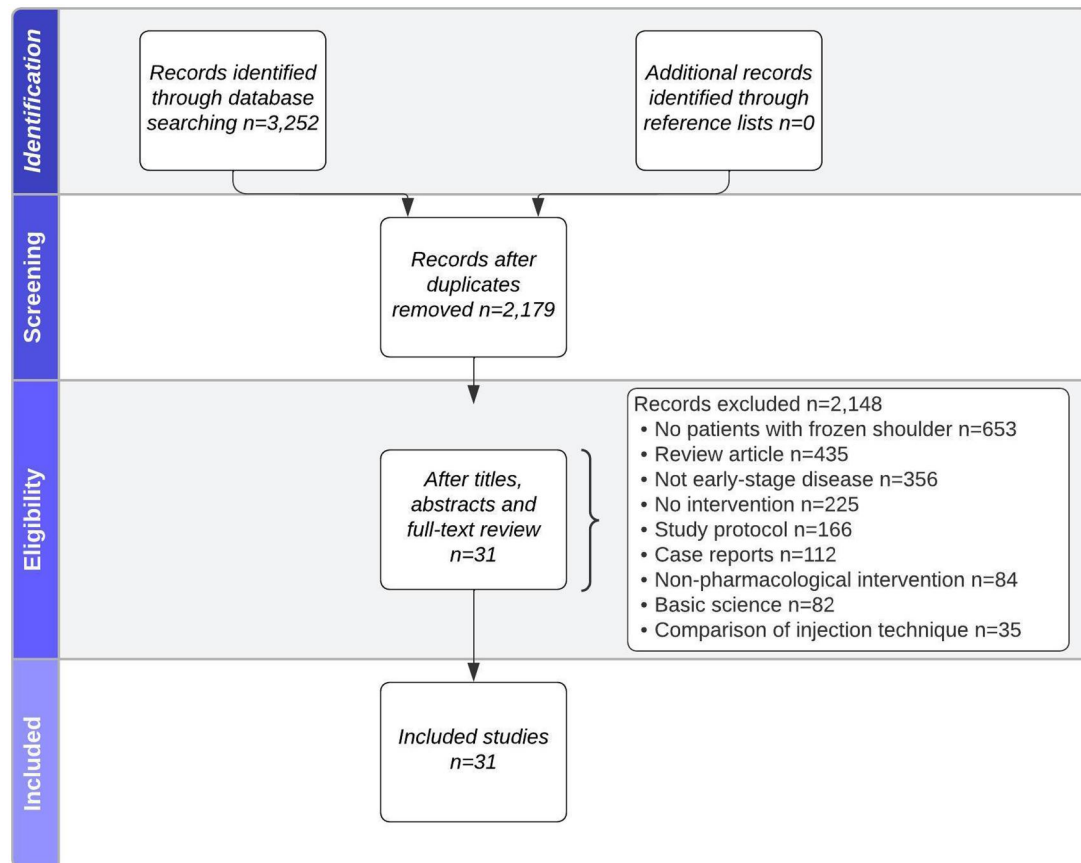 Identification
Records identified
through database
searching n=3,252
Additional records
identified through
reference lists n=0
Screening
Records after
duplicates
removed n=2,179
Eligibility
After titles,
abstracts and
full-text review
n=31
Records excluded n=2,148
• No patients with frozen shoulder n=653
• Review article n=435
• Not early-stage disease n=356
• No intervention n=225
• Study protocol n=166
• Case reports n=112
• Non-pharmacological intervention n=84
• Basic science n=82
• Comparison of injection technique n=35
Included
Included studies
n=31